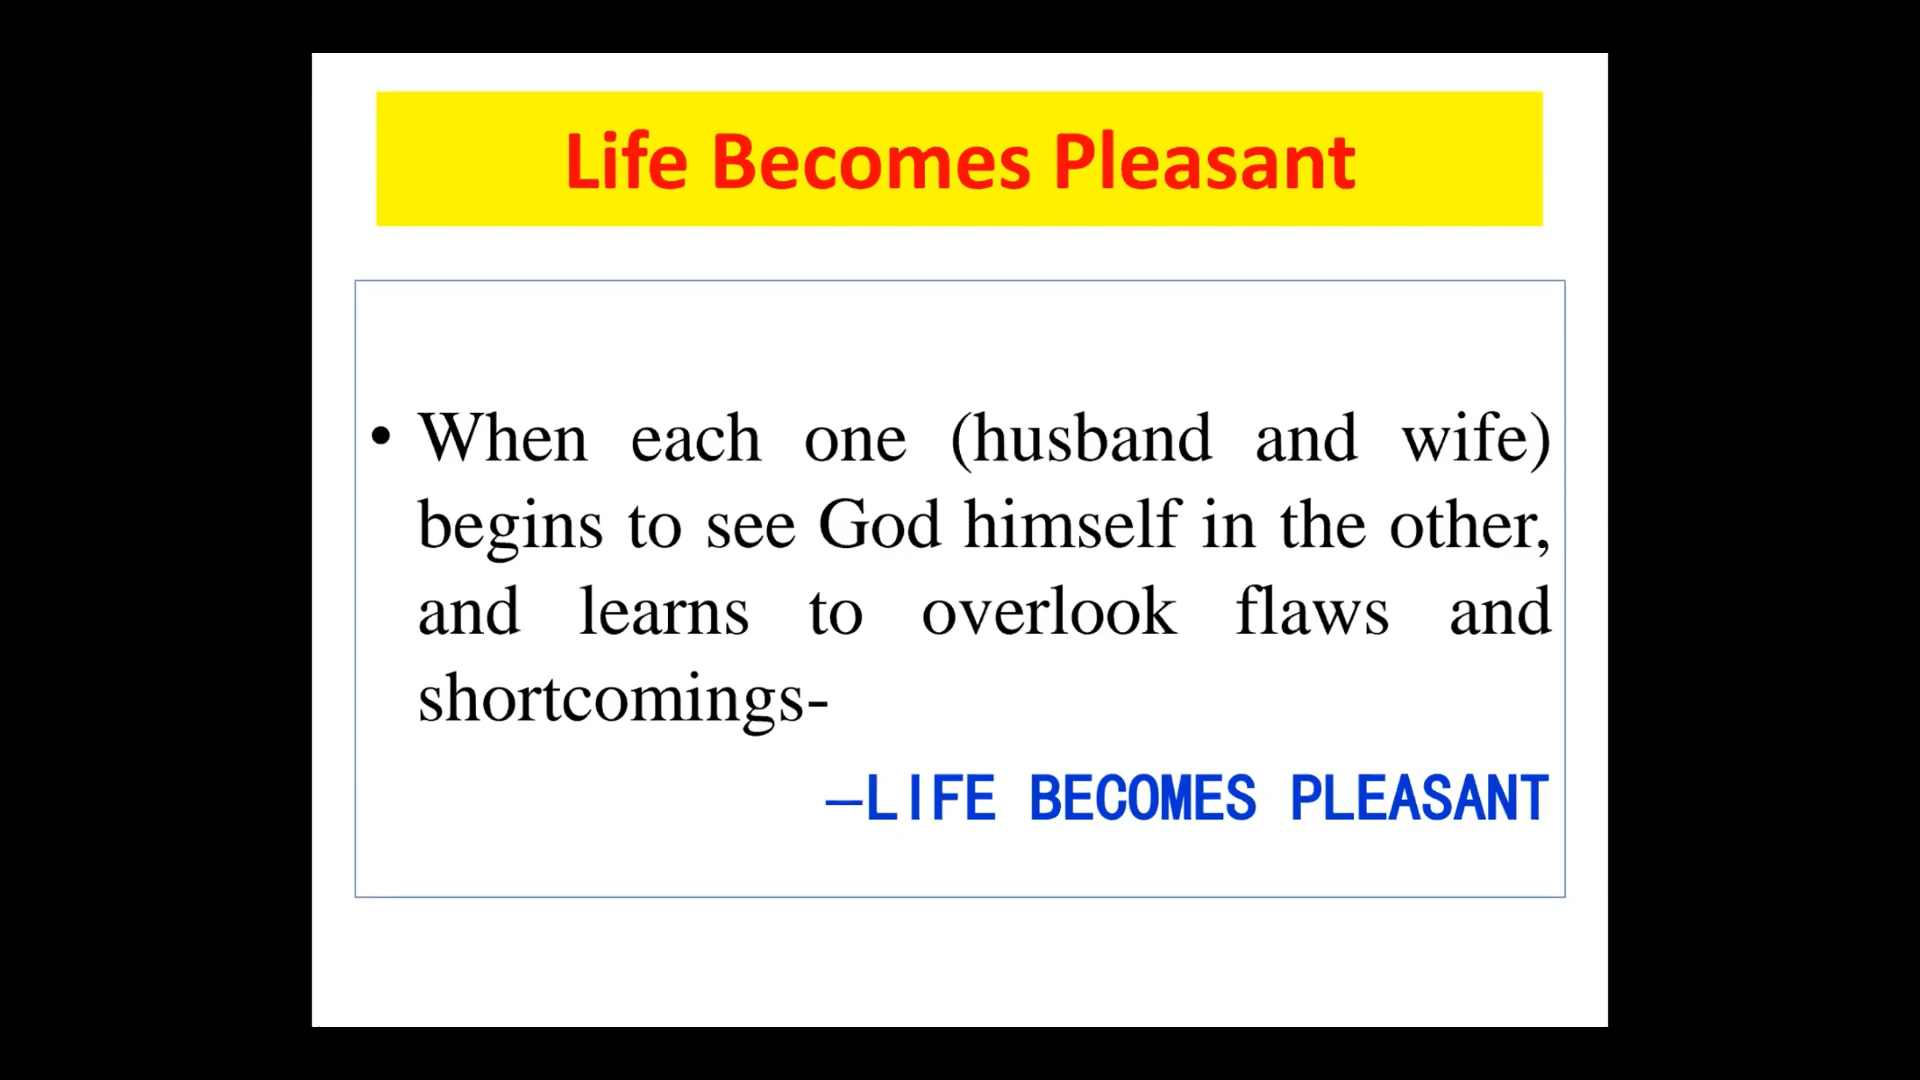 Life Becomes Pleasant
• When each one (husband and wife)
begins to see God himself in the other,
and learns to overlook flaws and
shortcomings-
–LIFE BECOMES PLEASANT